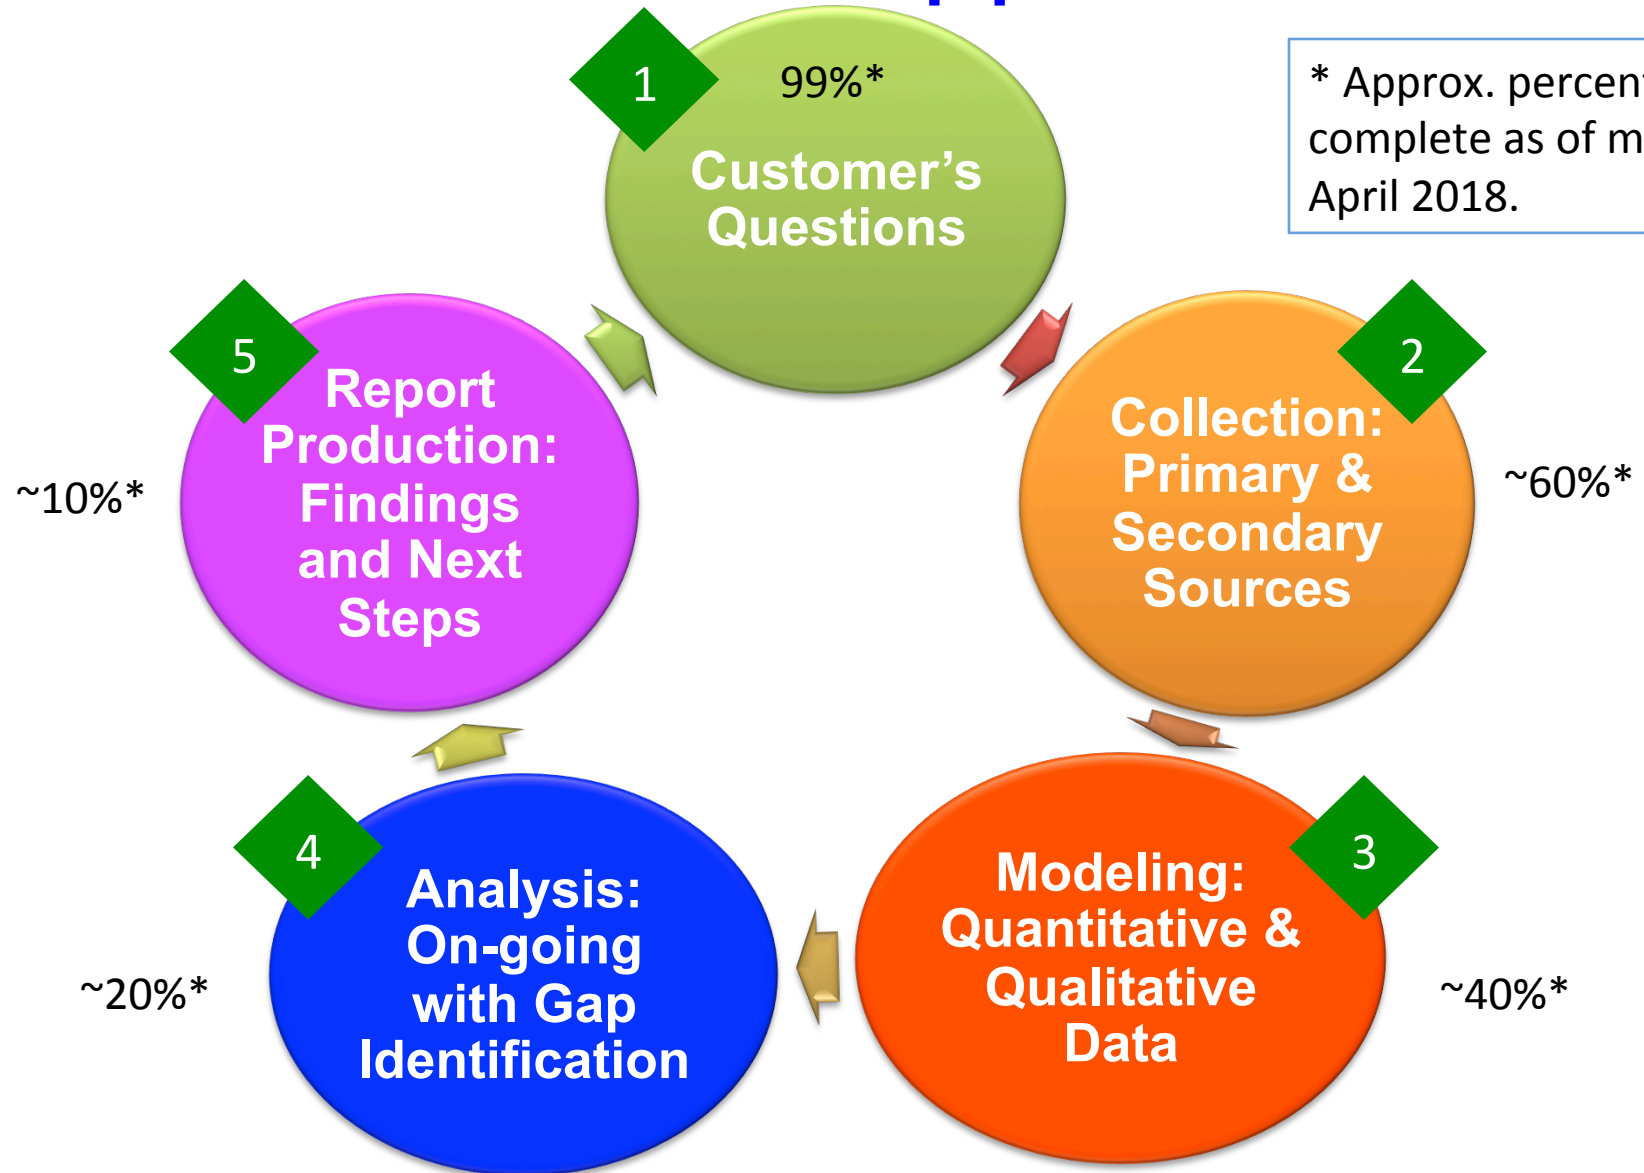 1
99%*
Customer’s
Questions
* Approx.
complete as of
April 2018.
2
Collection:
Primary &
Secondary
Sources
~60%*
3
Modeling:
Quantitative &
Qualitative
Data
~40%*
4
Analysis:
On-going
with Gap
Identification
~20%*
5
Report
Production:
Findings
and Next
Steps
~10%*